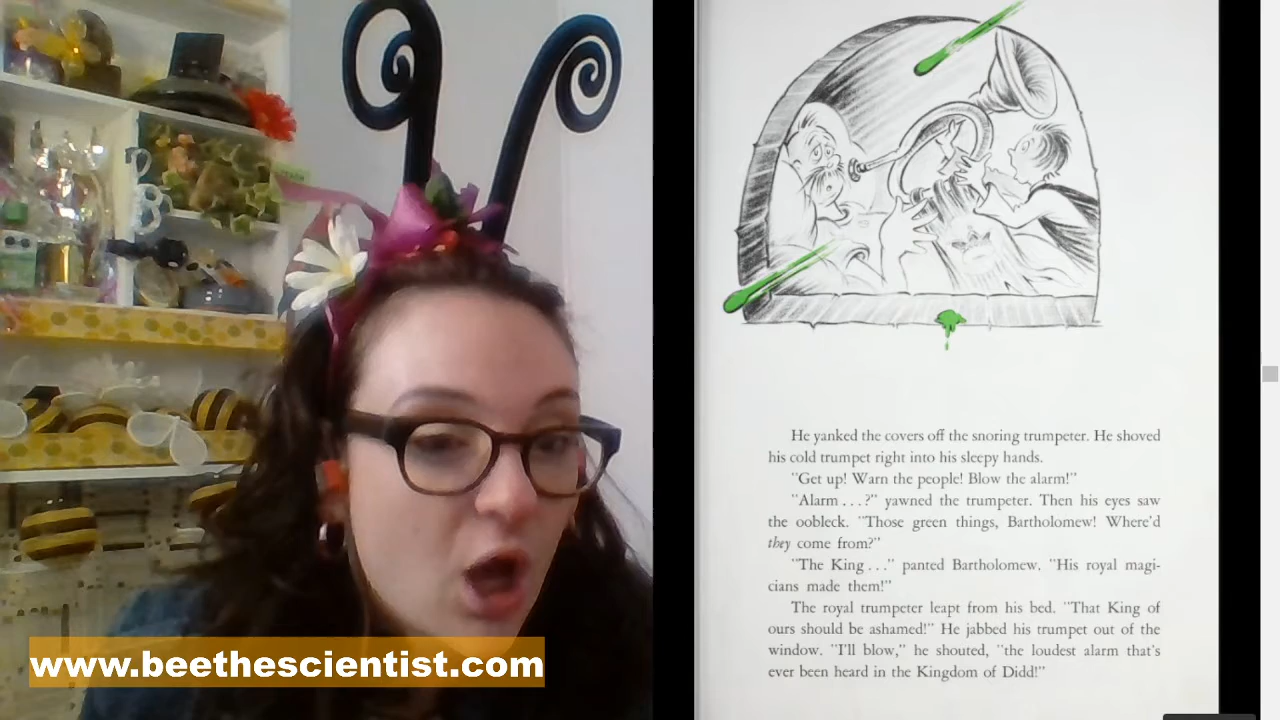 He yanked the covers off the snoring trumpeter. He shoved
his cold trumpet right into his sleepy hands.
"Get up! Warn the people! Blow the alarm!"
"Alarm . . . ?" yawned the trumpeter. Then his eyes saw
the oobleck. "Those green things, Bartholomew! Where'd
they come from?"
"The King . . ." panted Bartholomew. "His royal magi-
cians made them!"
The royal trumpeter leapt from his bed. "That King of
ours should be ashamed!" He jabbed his trumpet out of the
window. "I'll blow," he shouted, "the loudest alarm that's
ever been heard in the Kingdom of Didd!"
www.beethescientist.com